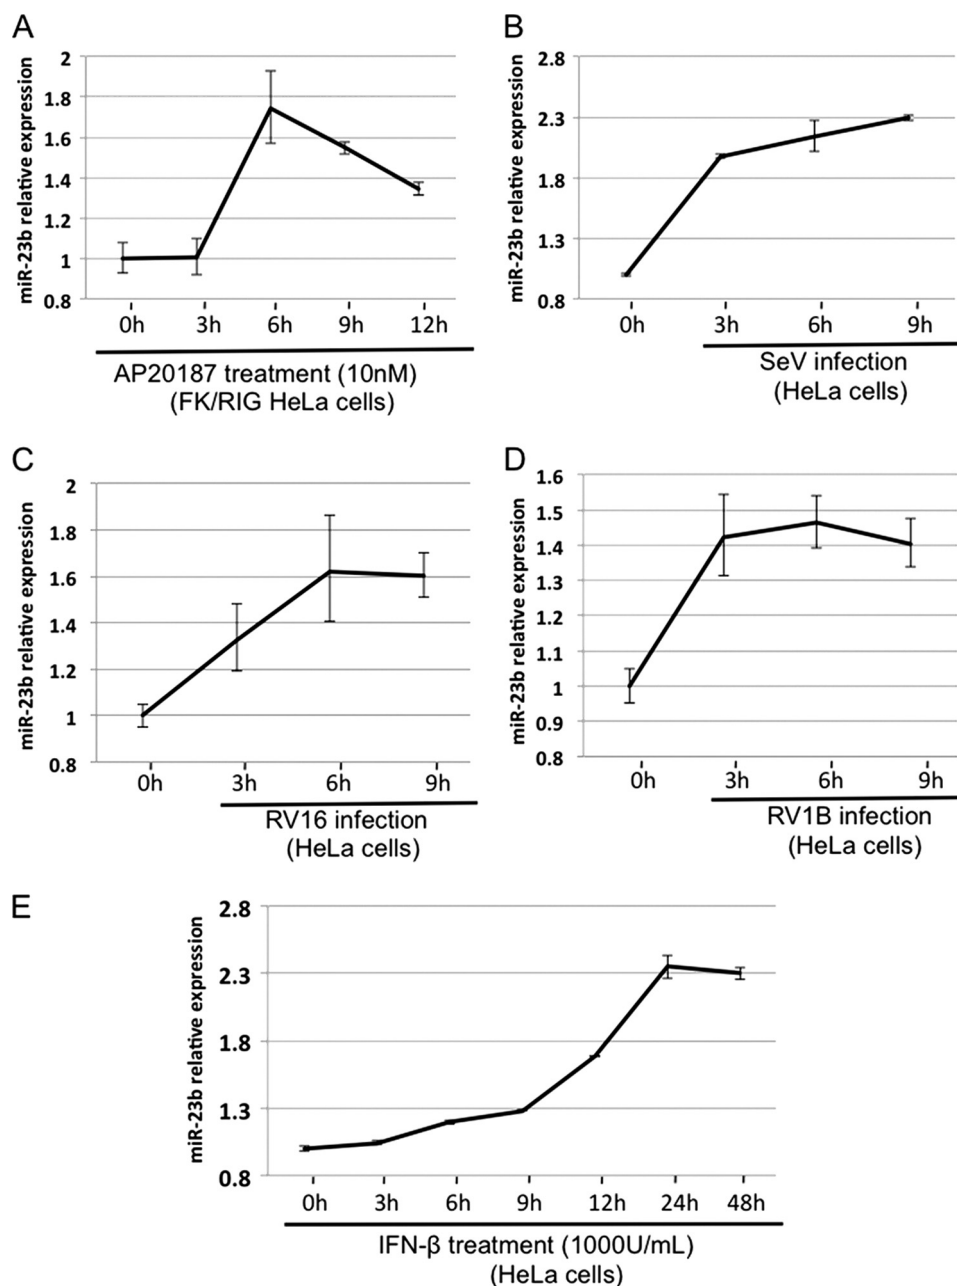 A
miR-23b relative expression
2
1.8
1.6
1.4
1.2
1
0.8
0h 3h 6h 9h 12h
AP20187 treatment (10nM)
(FK/RIG HeLa cells)
B
miR-23b relative expression
2.8
2.3
1.8
1.3
0.8
0h 3h 6h 9h
SeV infection
(HeLa cells)
C
miR-23b relative expression
2
1.8
1.6
1.4
1.2
1
0.8
0h 3h 6h 9h
RV16 infection
(HeLa cells)
D
miR-23b relative expression
1.6
1.5
1.4
1.3
1.2
1.1
1
0.9
0.8
0h 3h 6h 9h
RV1B infection
(HeLa cells)
E
miR-23b relative expression
2.8
2.3
1.8
1.3
0.8
0h 3h 6h 9h 12h 24h 48h
IFN-β treatment (1000U/mL)
(HeLa cells)